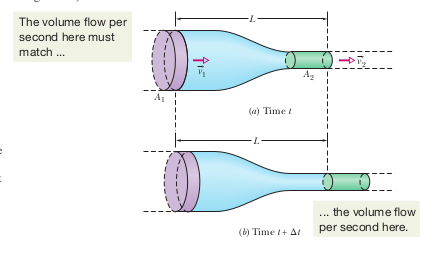 The volume flow per
second here must
match ...
L
v₁
v₂
A₁
A₂
(a) Time t
L
(b) Time t + Δt
... the volume flow
per second here.